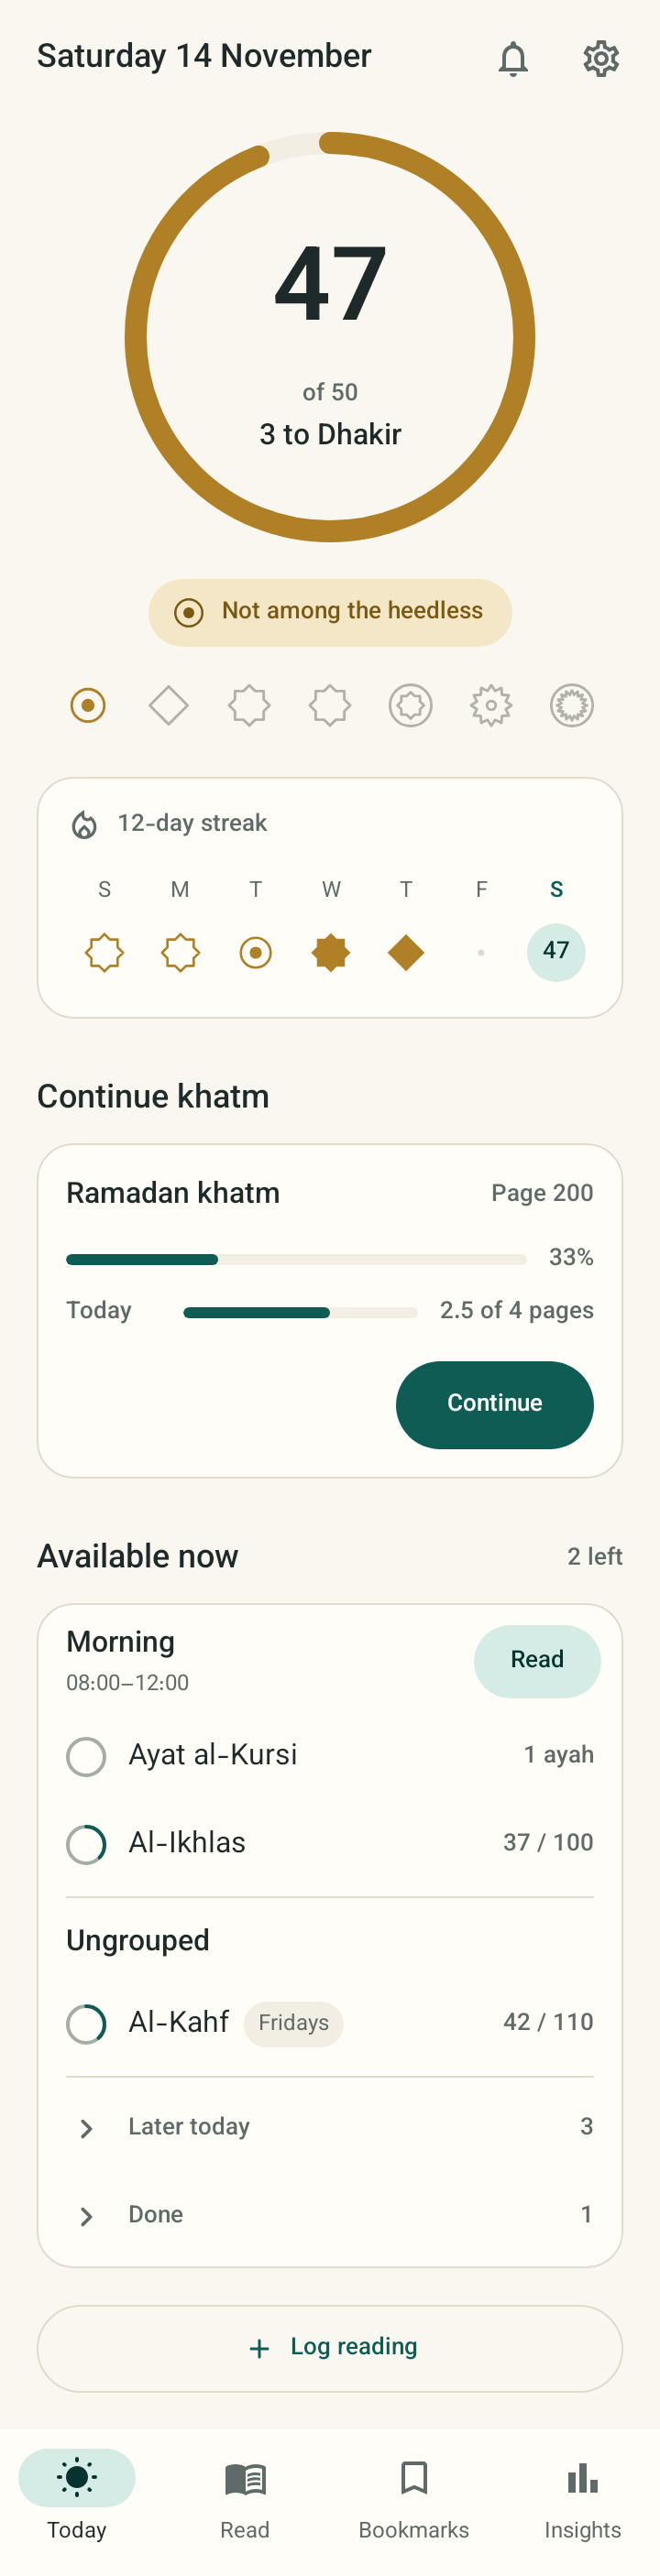 Saturday 14 November
47
of 50
3 to Dhakir
Not among the heedless
12-day streak
S M T W T F S
47
Continue khatm
Ramadan khatm Page 200
33%
Today 2.5 of 4 pages
Continue
Available now 2 left
Morning Read
08:00–12:00
Ayat al-Kursi 1 ayah
Al-Ikhlas 37 / 100
Ungrouped
Al-Kahf Fridays 42 / 110
Later today 3
Done 1
+ Log reading
Today Read Bookmarks Insights